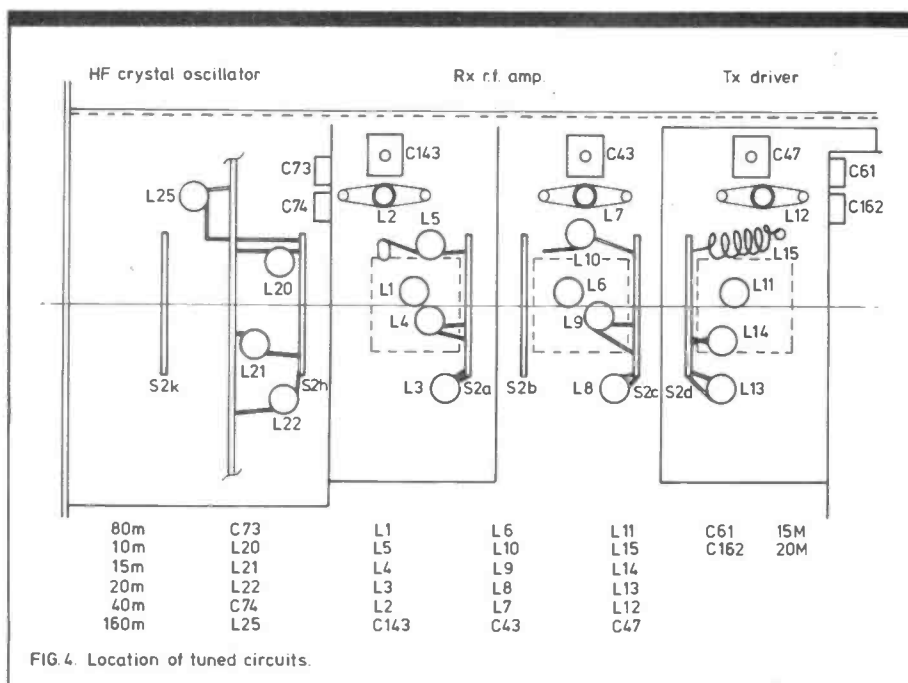 HF crystal oscillator Rx r.f. amp. Tx driver
C73 C143 C43 C47 C61
L25 C74 L2 L7 L12 C162
L5 L10 L15
L20 L1 L6 L11
L4 L9 L14
L21
S2k S2h L3 S2a S2b L8 S2c S2d L13
L22
80m C73 L1 L6 L11 C61 15M
10m L20 L5 L10 L15 C162 20M
15m L21 L4 L9 L14
20m L22 L3 L8 L13
40m C74 L2 L7 L12
160m L25 C143 C43 C47
FIG. 4. Location of tuned circuits.